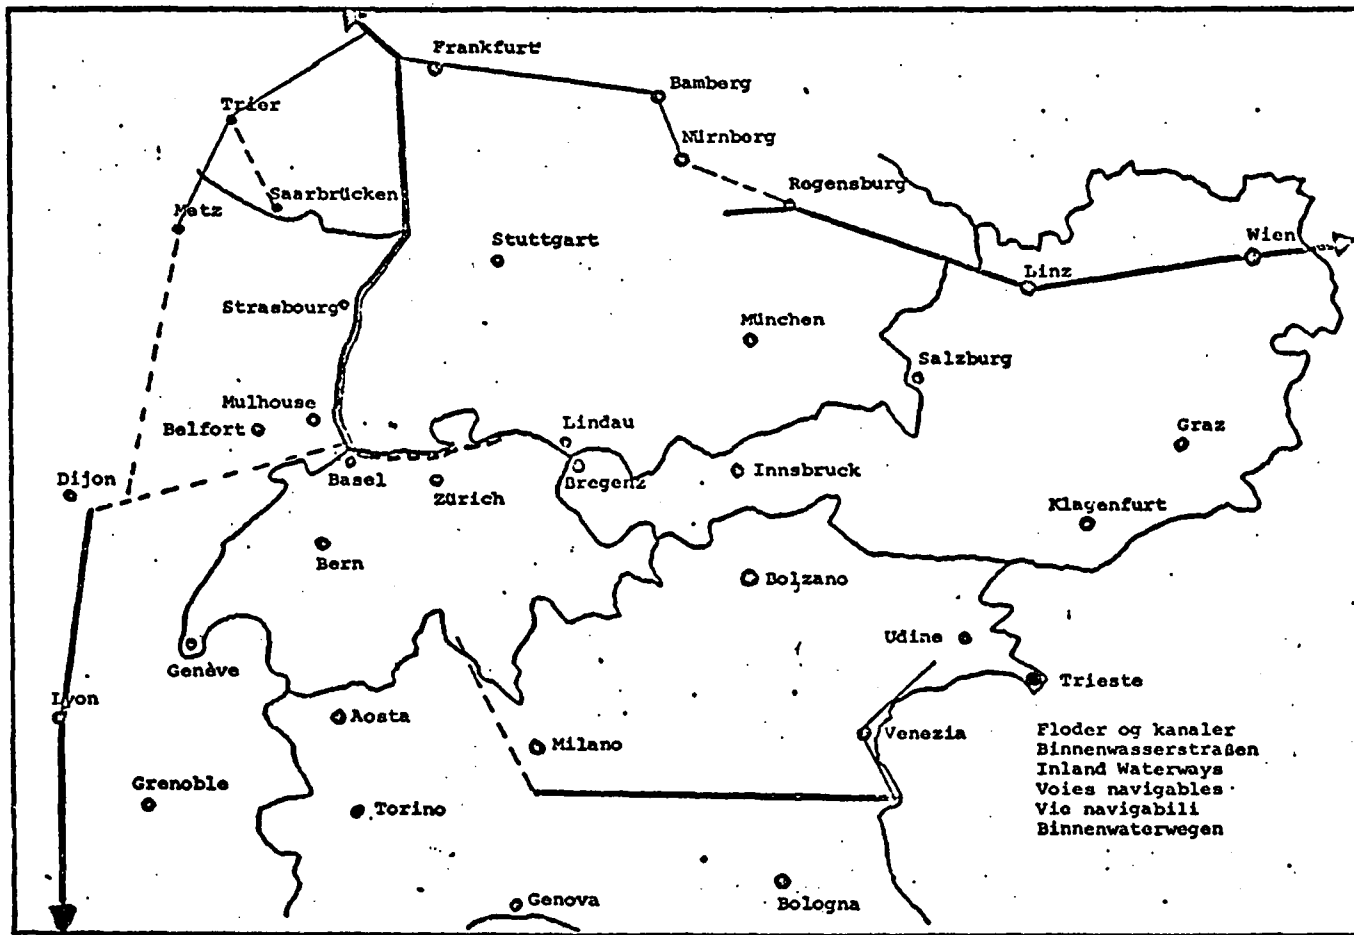 Frankfurt
Bamberg
Trier
Nürnborg
Rogensburg
Saarbrücken
Metz
Stuttgart
Wien
Linz
Strasbourg
München
Salzburg
Mulhouse
Belfort
Lindau
Graz
Dijon
Basel
Zürich
Bregenz
Innsbruck
Klagenfurt
Bern
Bolzano
Udine
Genève
Trieste
Lyon
Aosta
Milano
Venezia
Grenoble
Torino
Genova
Bologna
Floder og kanaler
Binnenwasserstraßen
Inland Waterways
Voies navigables
Vie navigabili
Binnenwaterwegen